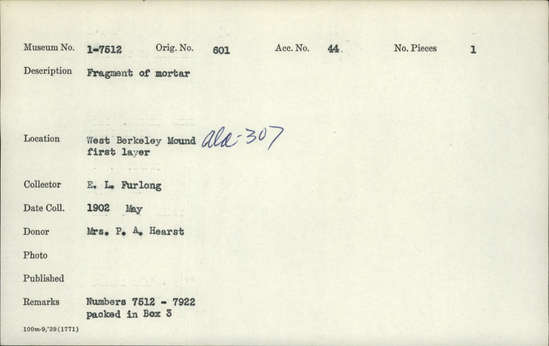 Museum No. 1-7512 Orig. No. 601 Acc. No. 44 No. Pieces 1
Description Fragment of mortar
Location West Berkeley Mound ala-307
first layer
Collector E. L. Furlong
Date Coll. 1902 May
Donor Mrs. P. A. Hearst
Photo
Published
Remarks Numbers 7512 - 7922
packed in Box 3
100m-9,'39(1771)